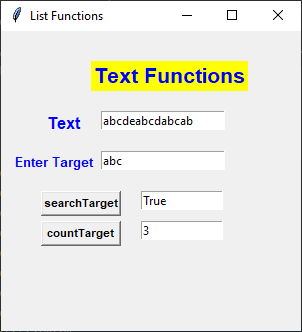 List Functions
Text Functions
Text abcdeabcdabcab
Enter Target abc
searchTarget True
countTarget 3